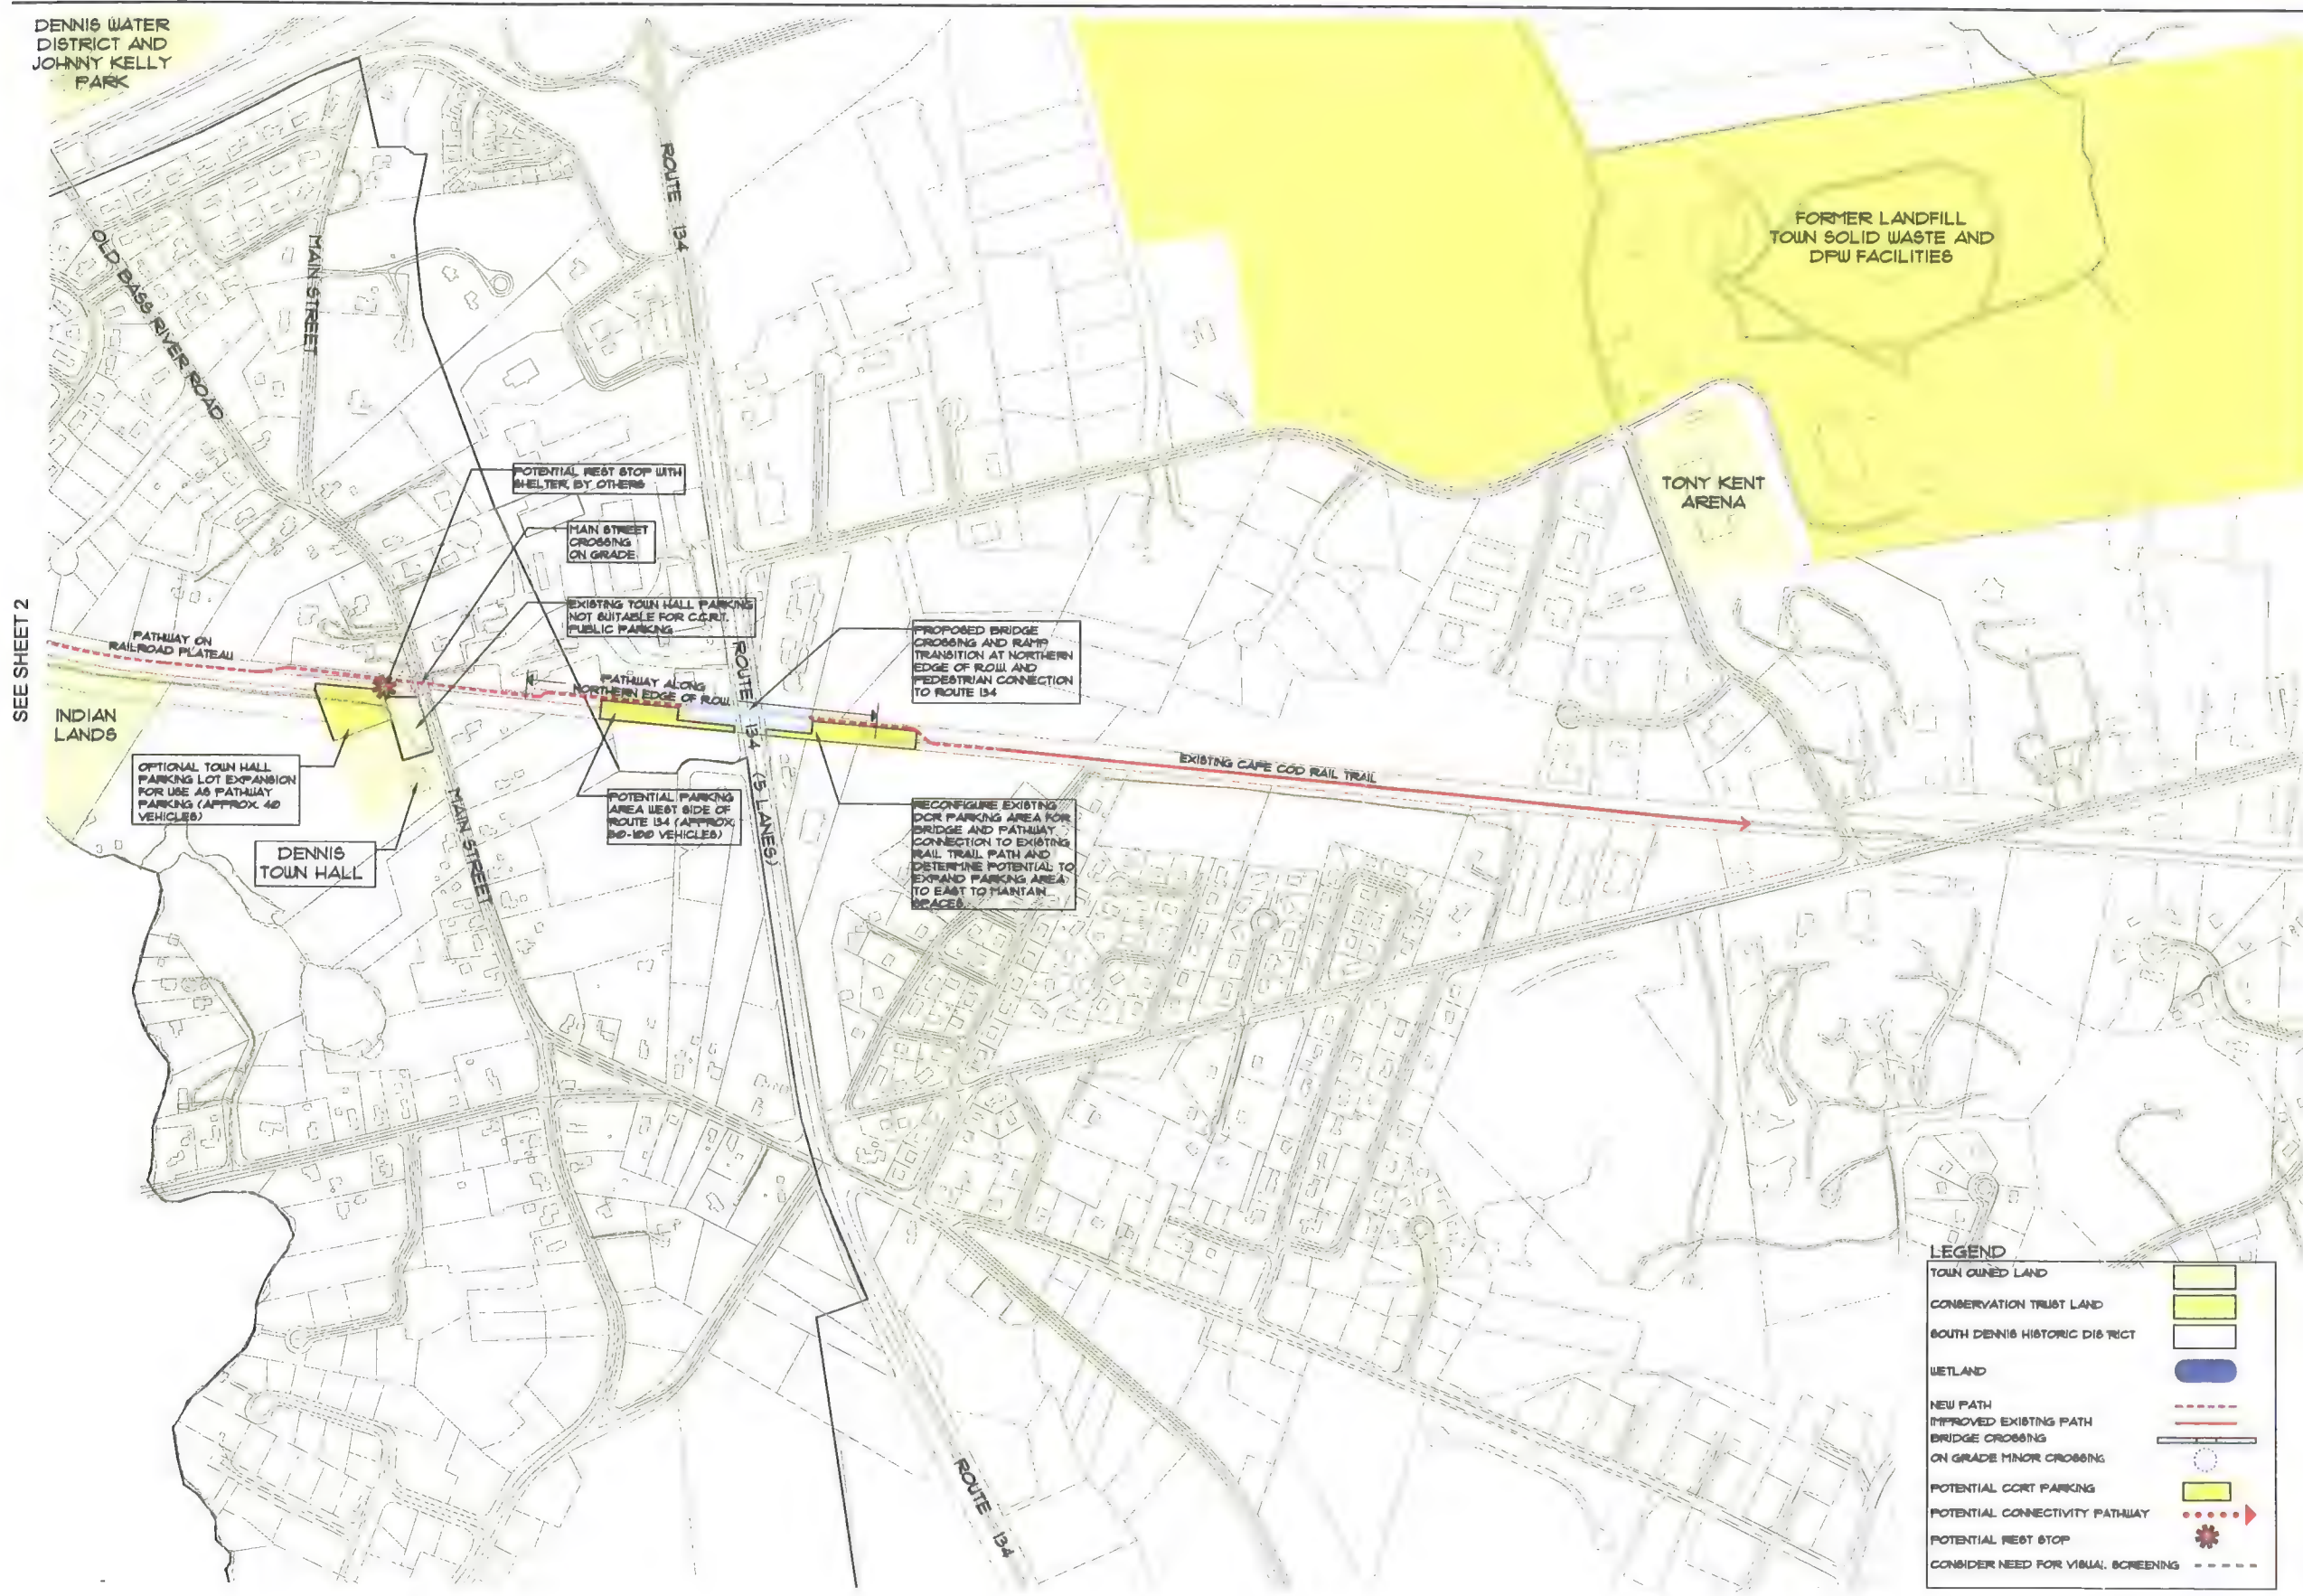 DENNIS WATER
DISTRICT AND
JOHNNY KELLY
PARK
ROUTE 134
OLD BASS RIVER ROAD
MAIN STREET
FORMER LANDFILL
TOWN SOLID WASTE AND
DPW FACILITIES
TONY KENT
ARENA
POTENTIAL REST STOP WITH
SHELTER, BY OTHERS
MAIN STREET
CROSSING
ON GRADE
EXISTING TOWN HALL PARKING
NOT SUITABLE FOR C.C.R.T.
PUBLIC PARKING
SEE SHEET 2
PATHWAY ON
RAILROAD PLATEAU
PATHWAY ALONG
NORTHERN EDGE OF ROW
PROPOSED BRIDGE
CROSSING AND RAMP
TRANSITION AT NORTHERN
EDGE OF ROW AND
PEDESTRIAN CONNECTION
TO ROUTE 134
ROUTE 134 (5 LANES)
INDIAN
LANDS
OPTIONAL TOWN HALL
PARKING LOT EXPANSION
FOR USE AS PATHWAY
PARKING (APPROX. 40
VEHICLES)
DENNIS
TOWN HALL
MAIN STREET
POTENTIAL PARKING
AREA WEST SIDE OF
ROUTE 134 (APPROX.
80-100 VEHICLES)
RECONFIGURE EXISTING
DCR PARKING AREA FOR
BRIDGE AND PATHWAY
CONNECTION TO EXISTING
RAIL TRAIL PATH AND
DETERMINE POTENTIAL TO
EXPAND PARKING AREA
TO EAST TO MANTAIN
SPACES.
EXISTING CAPE COD RAIL TRAIL
ROUTE 134
LEGEND
TOWN OWNED LAND
CONSERVATION TRUST LAND
SOUTH DENNIS HISTORIC DIS RICT
WETLAND
NEW PATH
IMPROVED EXISTING PATH
BRIDGE CROSSING
ON GRADE MINOR CROSSING
POTENTIAL CCRT PARKING
POTENTIAL CONNECTIVITY PATHWAY
POTENTIAL REST STOP
CONSIDER NEED FOR VISUAL SCREENING